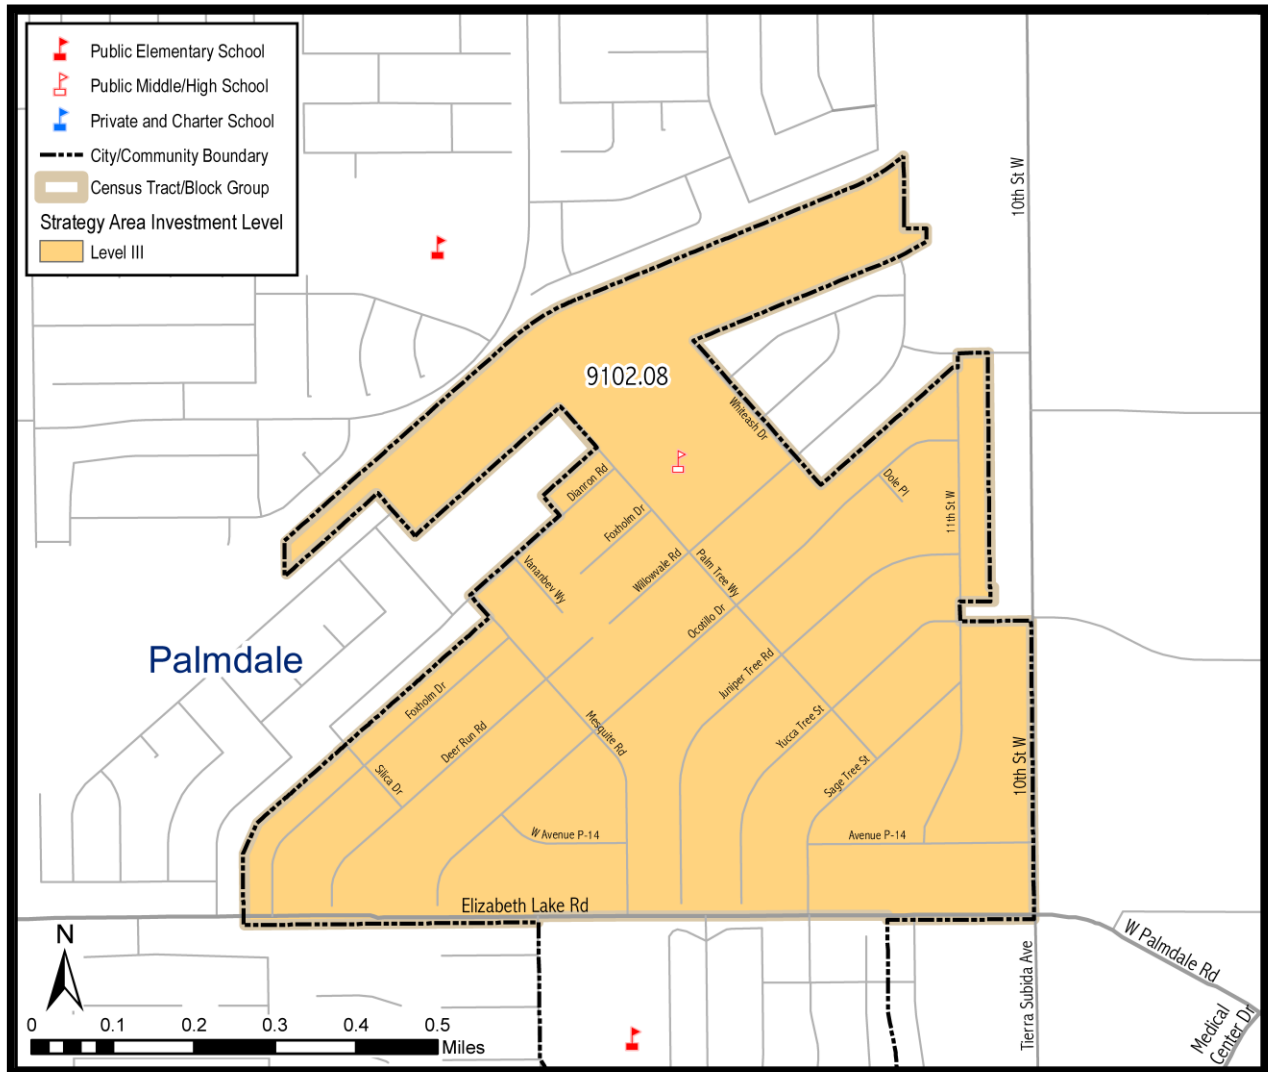 Public Elementary School
Public Middle/High School
Private and Charter School
City/Community Boundary
Census Tract/Block Group
Strategy Area Investment Level
Level III
10th St W
9102.08
Whiteash Dr
Dianron Rd
Dole Pl
Foxholm Dr
11th St W
Vananbev Wy
Willowvale Rd
Palm Tree Wy
Ocotillo Dr
Palmdale
Juniper Tree Rd
Foxholm Dr
Mesquite Rd
Yucca Tree St
Deer Run Rd
Silica Dr
Sage Tree St
10th St W
W Avenue P-14
Avenue P-14
Elizabeth Lake Rd
W Palmdale Rd
Tierra Subida Ave
Medical
Center Dr
N
0 0.1 0.2 0.3 0.4 0.5
Miles